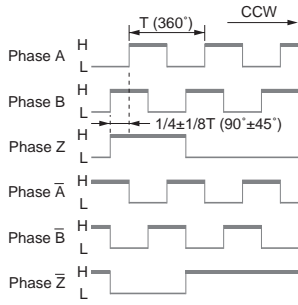 T (360˚)
CCW
Phase A
H
L
Phase B
H
L
1/4±1/8T (90˚±45˚)
Phase Z
H
L
Phase A̅
H
L
Phase B̅
H
L
Phase Z̅
H
L